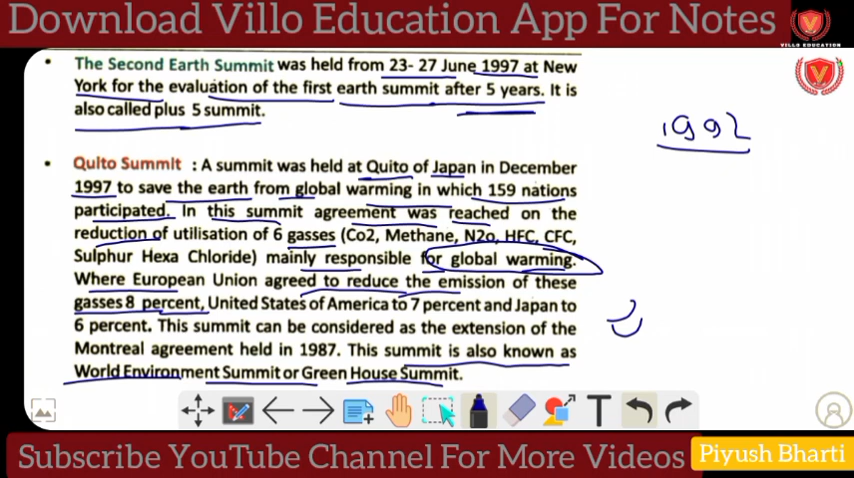 Download Villo Education App For Notes
VILLO EDUCATION
• The Second Earth Summit was held from 23- 27 June 1997 at New
York for the evaluation of the first earth summit after 5 years. It is
also called plus 5 summit.
1992
• Quito Summit : A summit was held at Quito of Japan in December
1997 to save the earth from global warming in which 159 nations
participated. In this summit agreement was reached on the
reduction of utilisation of 6 gasses (Co2, Methane, N2o, HFC, CFC,
Sulphur Hexa Chloride) mainly responsible for global warming.
Where European Union agreed to reduce the emission of these
gasses 8 percent, United States of America to 7 percent and Japan to
6 percent. This summit can be considered as the extension of the
Montreal agreement held in 1987. This summit is also known as
World Environment Summit or Green House Summit.
T
Subscribe YouTube Channel For More Videos
Piyush Bharti